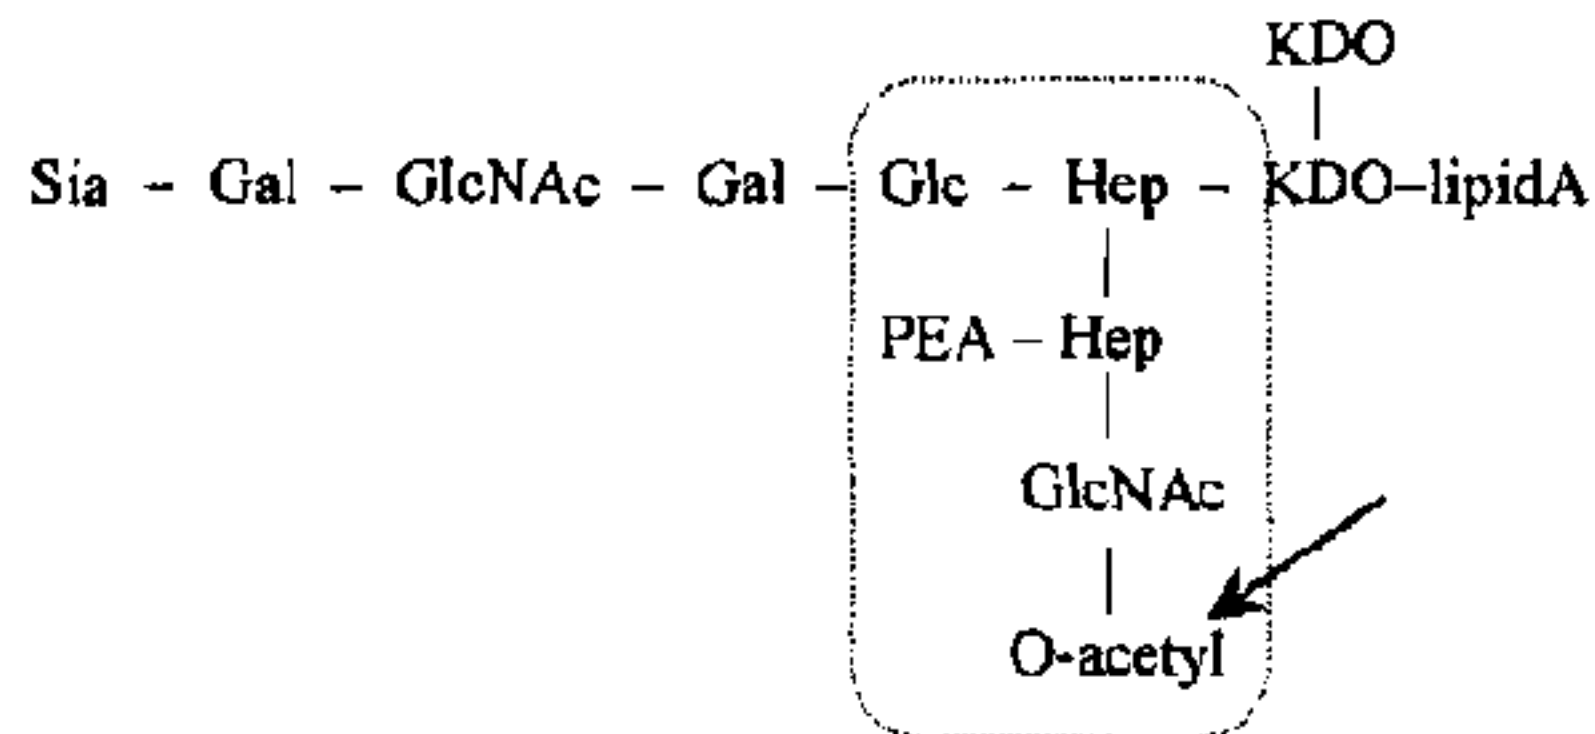 KDO
Sia – Gal – GlcNAc – Gal – Glc – Hep – KDO–lipidA
PEA – Hep
GlcNAc
O-acetyl